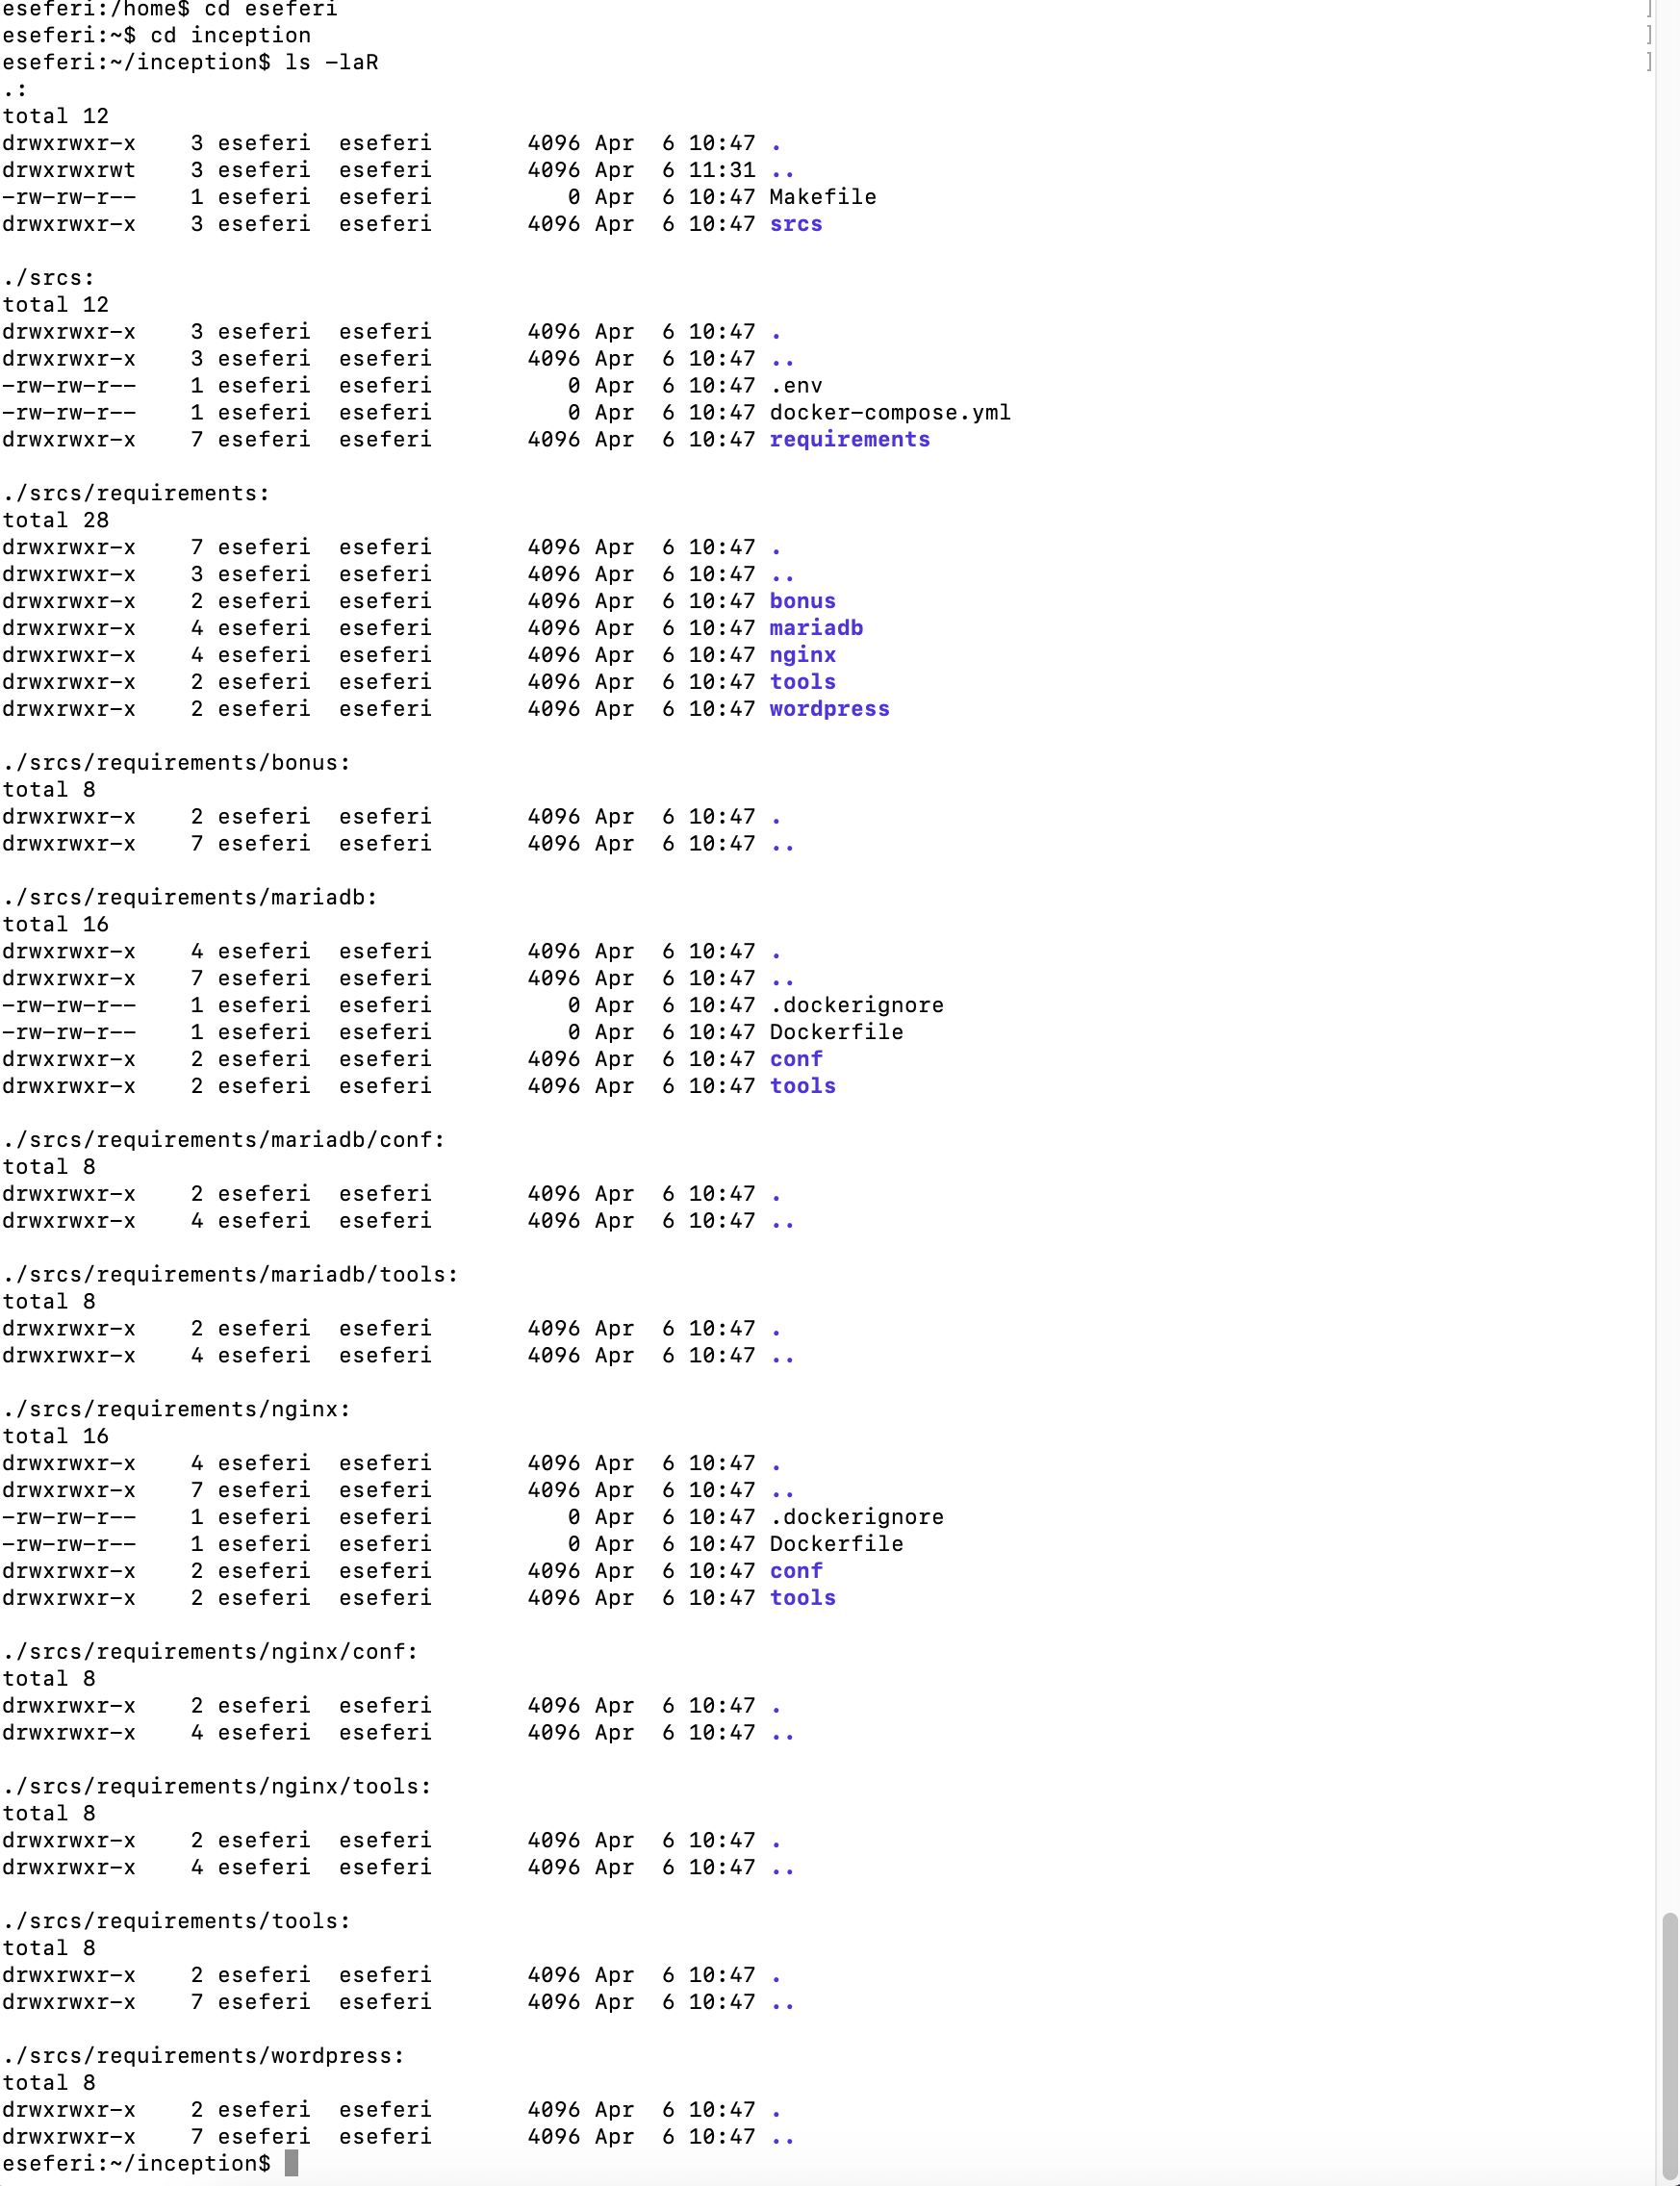 eseferi:/home$ cd eseferi
eseferi:~$ cd inception
eseferi:~/inception$ ls -laR
.:
total 12
drwxrwxr-x    3 eseferi  eseferi       4096 Apr  6 10:47 .
drwxrwxrwt    3 eseferi  eseferi       4096 Apr  6 11:31 ..
-rw-rw-r--    1 eseferi  eseferi          0 Apr  6 10:47 Makefile
drwxrwxr-x    3 eseferi  eseferi       4096 Apr  6 10:47 srcs

./srcs:
total 12
drwxrwxr-x    3 eseferi  eseferi       4096 Apr  6 10:47 .
drwxrwxr-x    3 eseferi  eseferi       4096 Apr  6 10:47 ..
-rw-rw-r--    1 eseferi  eseferi          0 Apr  6 10:47 .env
-rw-rw-r--    1 eseferi  eseferi          0 Apr  6 10:47 docker-compose.yml
drwxrwxr-x    7 eseferi  eseferi       4096 Apr  6 10:47 requirements

./srcs/requirements:
total 28
drwxrwxr-x    7 eseferi  eseferi       4096 Apr  6 10:47 .
drwxrwxr-x    3 eseferi  eseferi       4096 Apr  6 10:47 ..
drwxrwxr-x    2 eseferi  eseferi       4096 Apr  6 10:47 bonus
drwxrwxr-x    4 eseferi  eseferi       4096 Apr  6 10:47 mariadb
drwxrwxr-x    4 eseferi  eseferi       4096 Apr  6 10:47 nginx
drwxrwxr-x    2 eseferi  eseferi       4096 Apr  6 10:47 tools
drwxrwxr-x    2 eseferi  eseferi       4096 Apr  6 10:47 wordpress

./srcs/requirements/bonus:
total 8
drwxrwxr-x    2 eseferi  eseferi       4096 Apr  6 10:47 .
drwxrwxr-x    7 eseferi  eseferi       4096 Apr  6 10:47 ..

./srcs/requirements/mariadb:
total 16
drwxrwxr-x    4 eseferi  eseferi       4096 Apr  6 10:47 .
drwxrwxr-x    7 eseferi  eseferi       4096 Apr  6 10:47 ..
-rw-rw-r--    1 eseferi  eseferi          0 Apr  6 10:47 .dockerignore
-rw-rw-r--    1 eseferi  eseferi          0 Apr  6 10:47 Dockerfile
drwxrwxr-x    2 eseferi  eseferi       4096 Apr  6 10:47 conf
drwxrwxr-x    2 eseferi  eseferi       4096 Apr  6 10:47 tools

./srcs/requirements/mariadb/conf:
total 8
drwxrwxr-x    2 eseferi  eseferi       4096 Apr  6 10:47 .
drwxrwxr-x    4 eseferi  eseferi       4096 Apr  6 10:47 ..

./srcs/requirements/mariadb/tools:
total 8
drwxrwxr-x    2 eseferi  eseferi       4096 Apr  6 10:47 .
drwxrwxr-x    4 eseferi  eseferi       4096 Apr  6 10:47 ..

./srcs/requirements/nginx:
total 16
drwxrwxr-x    4 eseferi  eseferi       4096 Apr  6 10:47 .
drwxrwxr-x    7 eseferi  eseferi       4096 Apr  6 10:47 ..
-rw-rw-r--    1 eseferi  eseferi          0 Apr  6 10:47 .dockerignore
-rw-rw-r--    1 eseferi  eseferi          0 Apr  6 10:47 Dockerfile
drwxrwxr-x    2 eseferi  eseferi       4096 Apr  6 10:47 conf
drwxrwxr-x    2 eseferi  eseferi       4096 Apr  6 10:47 tools

./srcs/requirements/nginx/conf:
total 8
drwxrwxr-x    2 eseferi  eseferi       4096 Apr  6 10:47 .
drwxrwxr-x    4 eseferi  eseferi       4096 Apr  6 10:47 ..

./srcs/requirements/nginx/tools:
total 8
drwxrwxr-x    2 eseferi  eseferi       4096 Apr  6 10:47 .
drwxrwxr-x    4 eseferi  eseferi       4096 Apr  6 10:47 ..

./srcs/requirements/tools:
total 8
drwxrwxr-x    2 eseferi  eseferi       4096 Apr  6 10:47 .
drwxrwxr-x    7 eseferi  eseferi       4096 Apr  6 10:47 ..

./srcs/requirements/wordpress:
total 8
drwxrwxr-x    2 eseferi  eseferi       4096 Apr  6 10:47 .
drwxrwxr-x    7 eseferi  eseferi       4096 Apr  6 10:47 ..
eseferi:~/inception$